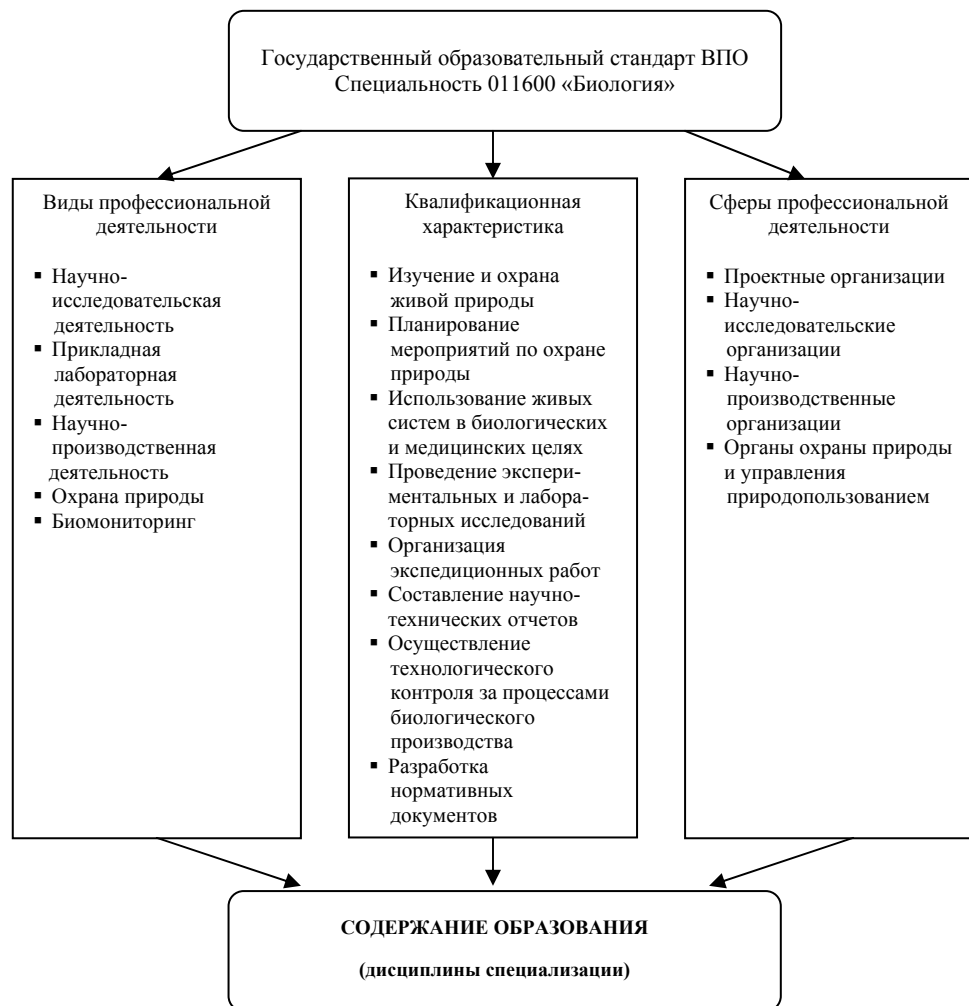 Государственный образовательный стандарт ВПО
Специальность 011600 «Биология»
Виды профессиональной
деятельности
▪ Научно-
исследовательская
деятельность
▪ Прикладная
лабораторная
деятельность
▪ Научно-
производственная
деятельность
▪ Охрана природы
▪ Биомониторинг
Квалификационная
характеристика
▪ Изучение и охрана
живой природы
▪ Планирование
мероприятий по охране
природы
▪ Использование живых
систем в биологических
и медицинских целях
▪ Проведение экспери-
ментальных и лабора-
торных исследований
▪ Организация
экспедиционных работ
▪ Составление научно-
технических отчетов
▪ Осуществление
технологического
контроля за процессами
биологического
производства
▪ Разработка
нормативных
документов
Сферы профессиональной
деятельности
▪ Проектные организации
▪ Научно-
исследовательские
организации
▪ Научно-
производственные
организации
▪ Органы охраны природы
и управления
природопользованием
СОДЕРЖАНИЕ ОБРАЗОВАНИЯ
(дисциплины специализации)